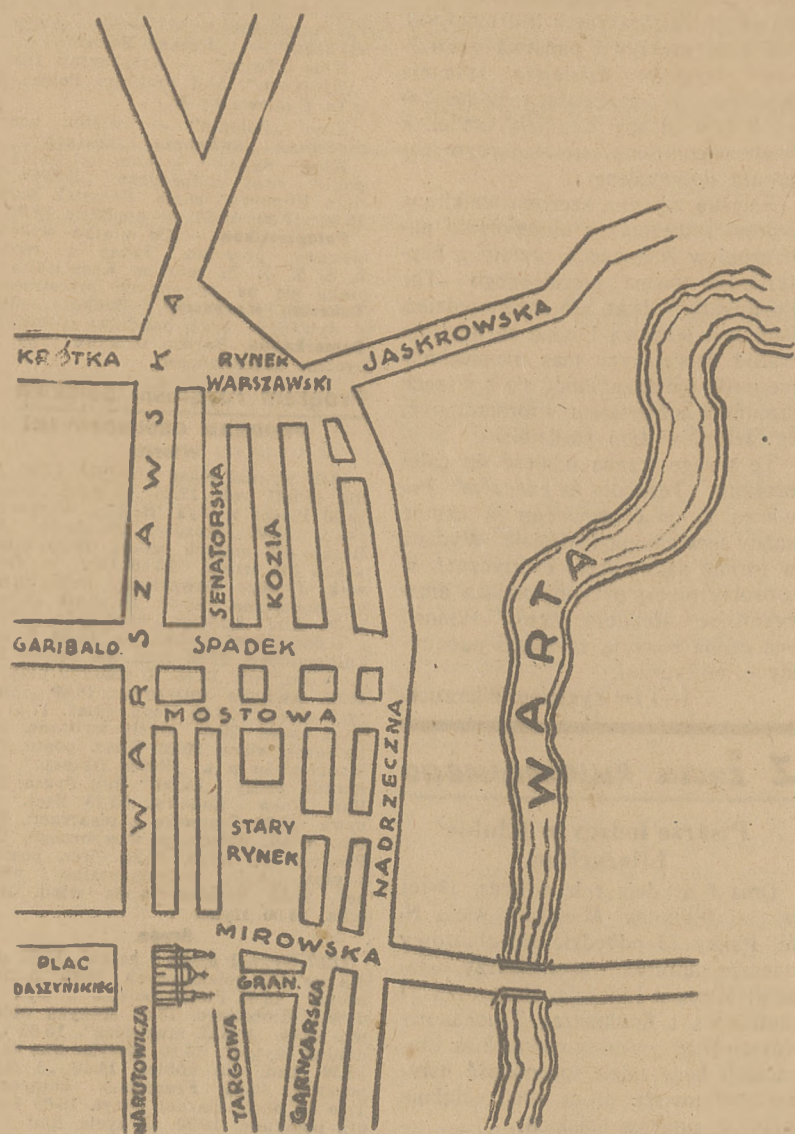 KRÓTKA
RYNEK
WARSZAWSKI
JASKROWSKA
WARSZAWSKA
SENATORSKA
KOZIA
GARIBALD.
SPADEK
WARTA
MOSTOWA
NADRZECZNA
STARY
RYNEK
MIROWSKA
PLAC
DASZYŃSKIEGO
GRAN.
NARUTOWICZA
TARGOWA
GARNCARSKA